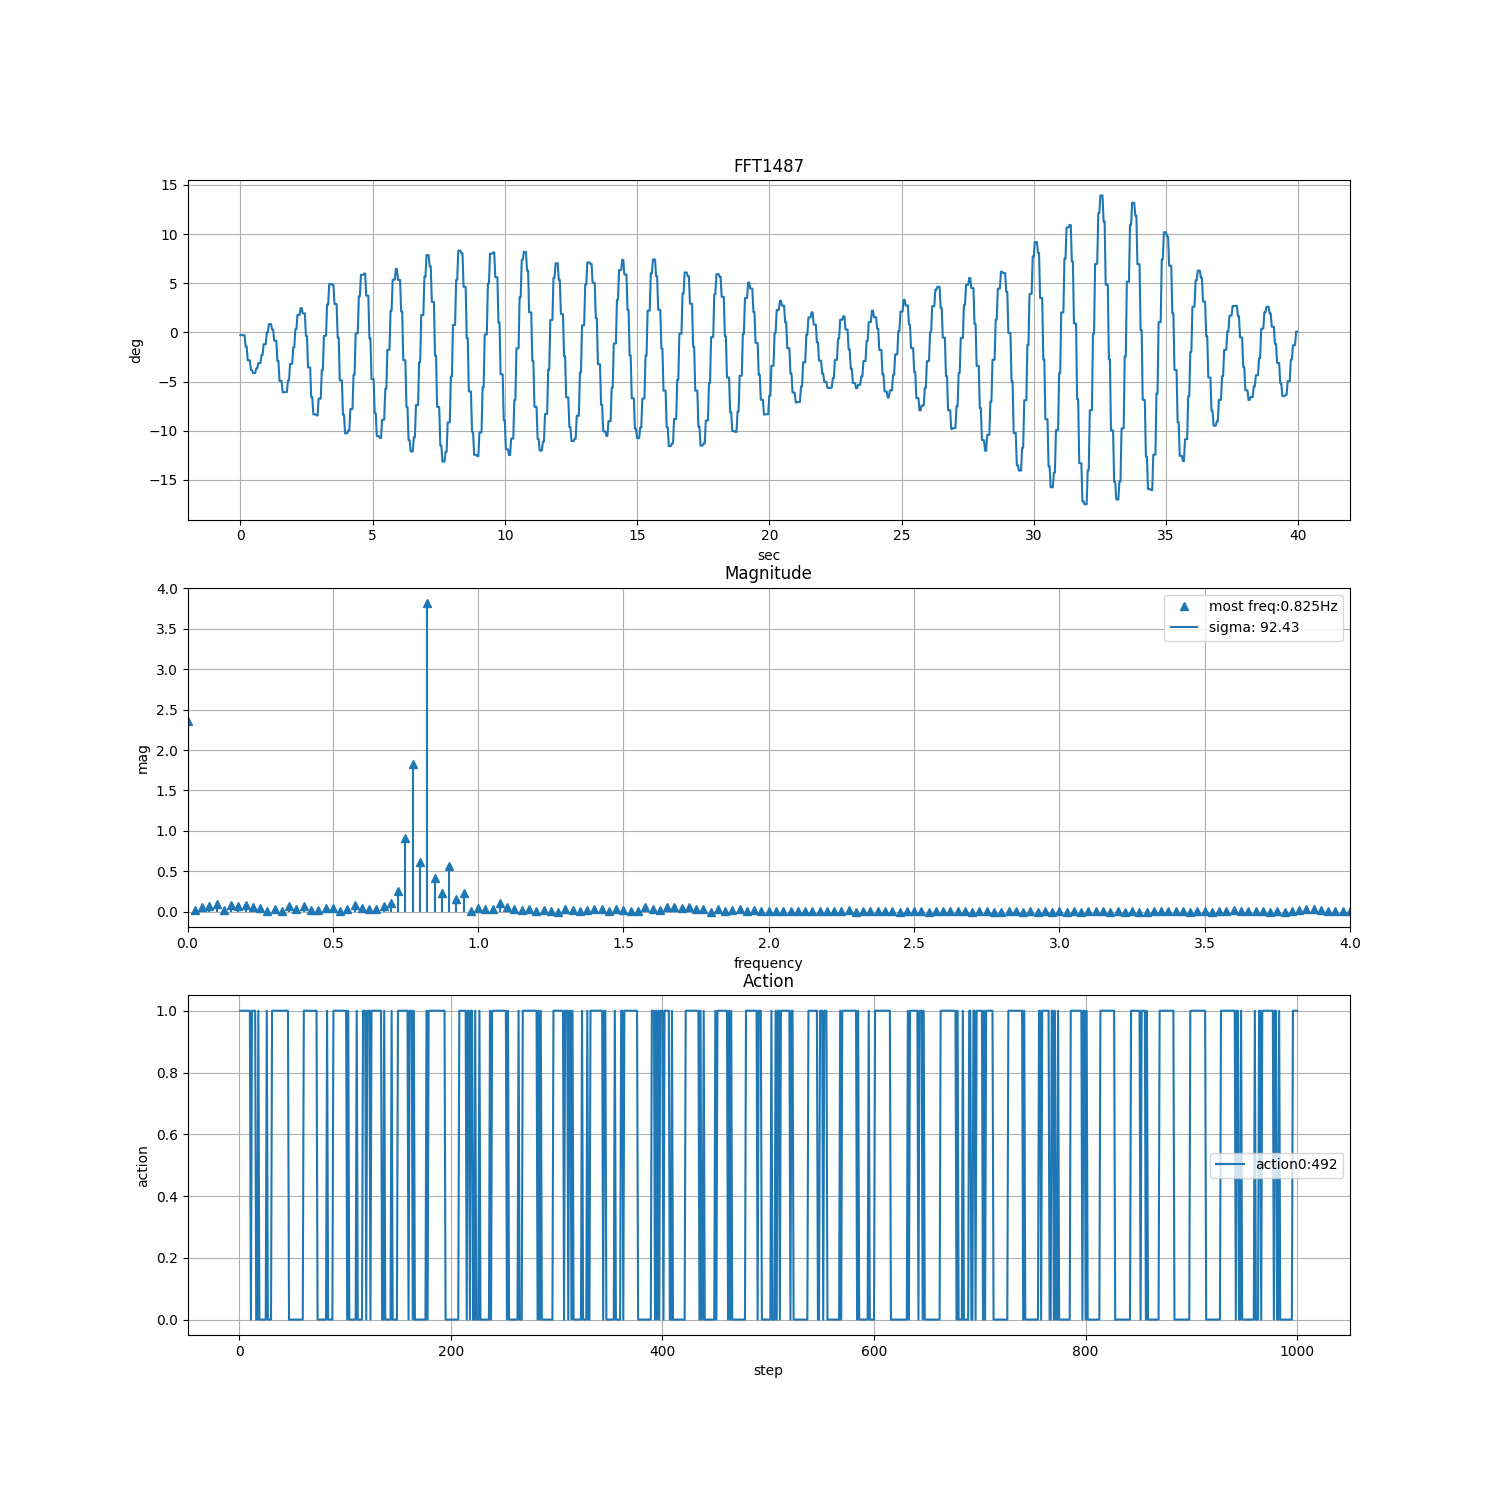 FFT1487
15
10
5
0
−5
−10
−15
deg
0 5 10 15 20 25 30 35 40
sec
Magnitude
4.0
3.5
3.0
2.5
2.0
1.5
1.0
0.5
0.0
mag
most freq:0.825Hz
sigma: 92.43
0.0 0.5 1.0 1.5 2.0 2.5 3.0 3.5 4.0
frequency
Action
1.0
0.8
0.6
0.4
0.2
0.0
action
action0:492
0 200 400 600 800 1000
step